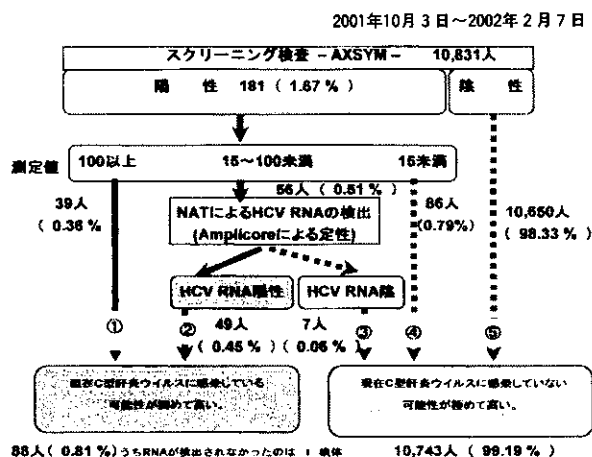 2001年10月3日～2002年2月7日
スクリーニング検査 － AXSYM － 10,831人
陽 性 181 ( 1.67 % )
陰 性
測定値 100以上 15～100未満 15未満
39人
( 0.36 %
56人 ( 0.51 % )
86人
(0.79%)
10,650人
( 98.33 % )
NATによるHCV RNAの検出
(Amplicoreによる定性)
HCV RNA陽性
HCV RNA陰
① ② ③ ④ ⑤
49人
( 0.45 % )
7人
( 0.06 % )
現在C型肝炎ウイルスに感染している
可能性が極めて高い。
現在C型肝炎ウイルスに感染していない
可能性が極めて高い。
88人( 0.81 % ) うちRNAが検出されなかったのは 1 検体
10,743人 ( 99.19 % )